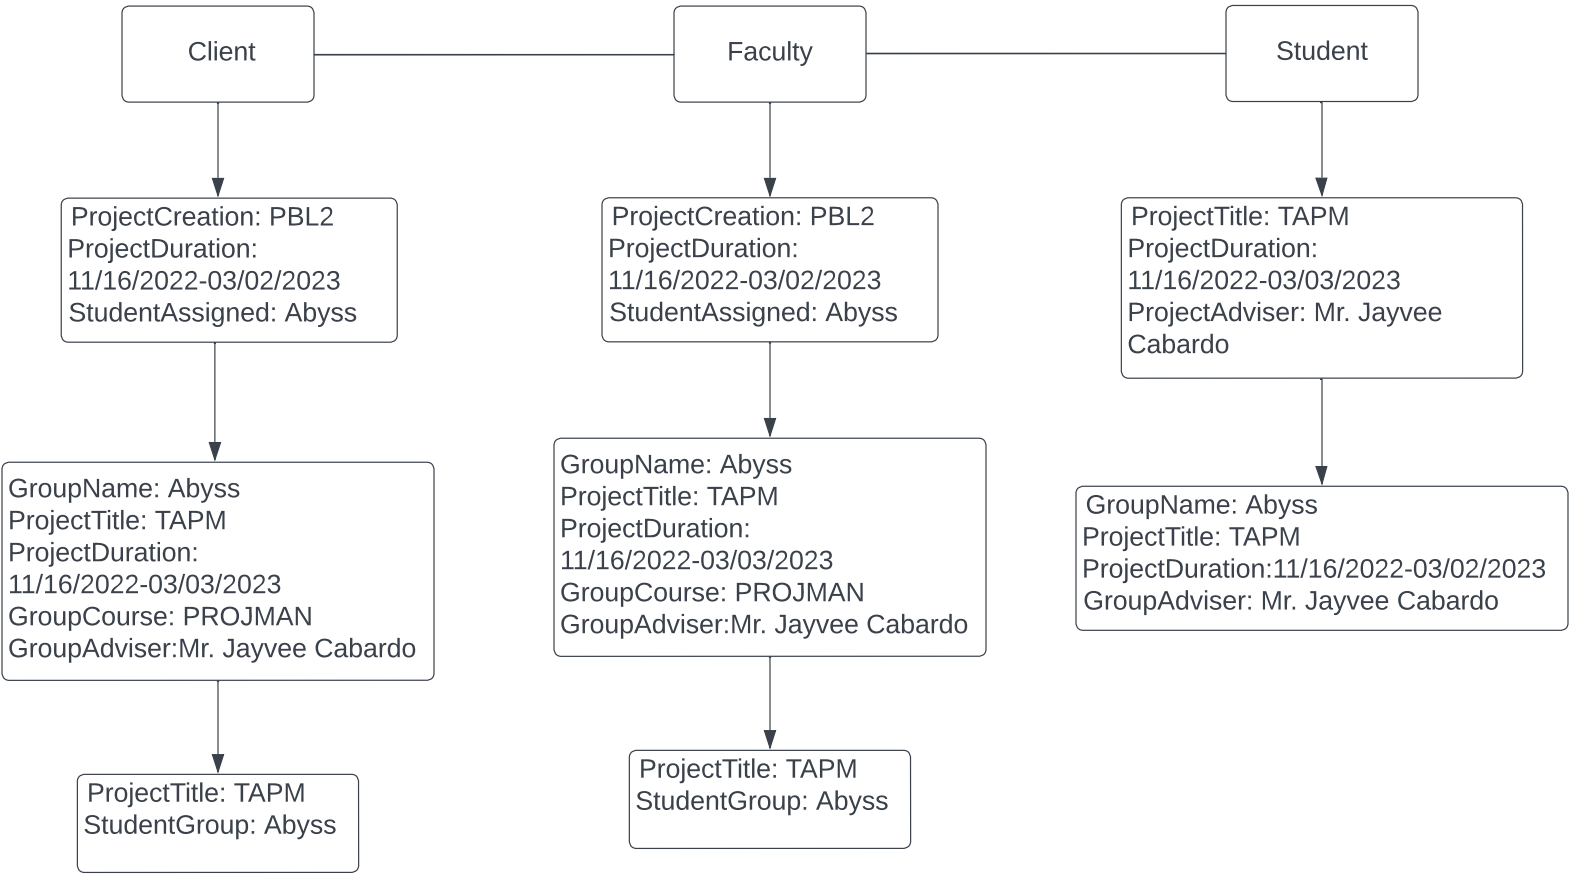 Client
Faculty
Student
ProjectCreation: PBL2
ProjectDuration:
11/16/2022-03/02/2023
StudentAssigned: Abyss
ProjectCreation: PBL2
ProjectDuration:
11/16/2022-03/02/2023
StudentAssigned: Abyss
ProjectTitle: TAPM
ProjectDuration:
11/16/2022-03/03/2023
ProjectAdviser: Mr. Jayvee
Cabardo
GroupName: Abyss
ProjectTitle: TAPM
ProjectDuration:
11/16/2022-03/03/2023
GroupCourse: PROJMAN
GroupAdviser:Mr. Jayvee Cabardo
GroupName: Abyss
ProjectTitle: TAPM
ProjectDuration:
11/16/2022-03/03/2023
GroupCourse: PROJMAN
GroupAdviser:Mr. Jayvee Cabardo
GroupName: Abyss
ProjectTitle: TAPM
ProjectDuration:11/16/2022-03/02/2023
GroupAdviser: Mr. Jayvee Cabardo
ProjectTitle: TAPM
StudentGroup: Abyss
ProjectTitle: TAPM
StudentGroup: Abyss